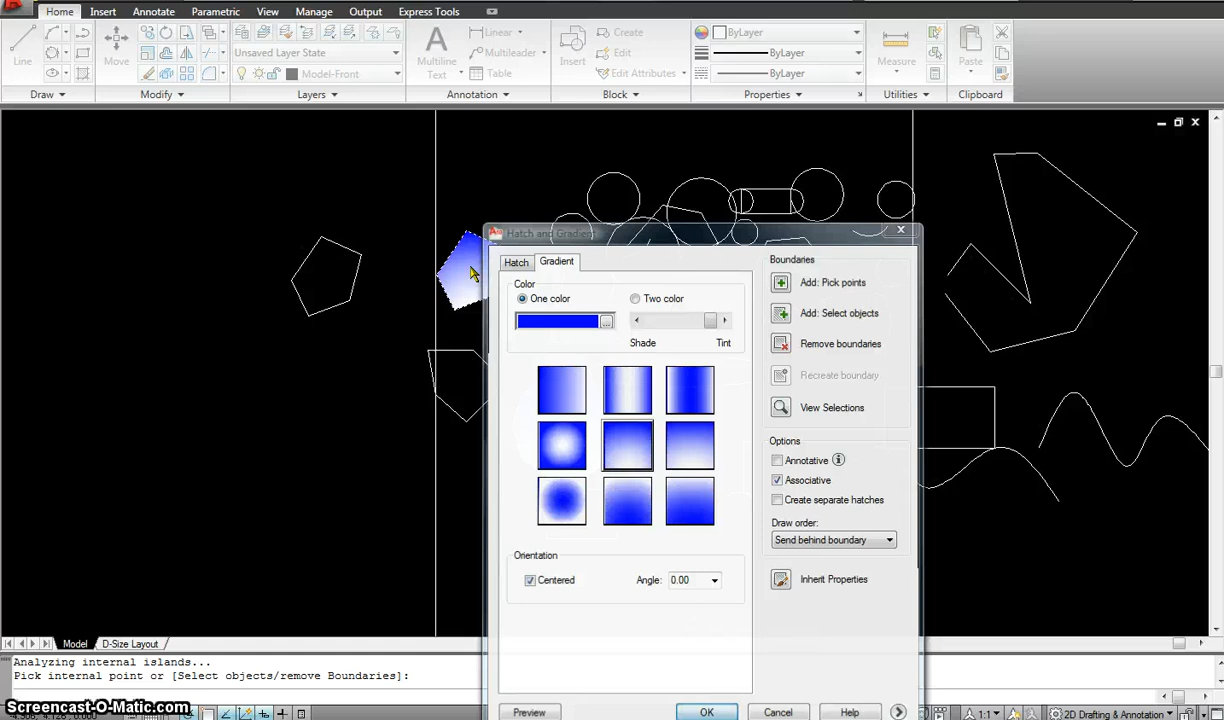 Home Insert Annotate Parametric View Manage Output Express Tools
Line
Move
Unsaved Layer State
Model-Front
Multiline
Text
Linear
Multileader
Table
Insert
Create
Edit
Edit Attributes
ByLayer
ByLayer
ByLayer
Measure
Paste
Draw Modify Layers Annotation Block Properties Utilities Clipboard
Hatch and Gradient
Hatch Gradient
Color
One color
Two color
Shade Tint
Orientation
Centered
Angle: 0.00
Boundaries
Add: Pick points
Add: Select objects
Remove boundaries
Recreate boundary
View Selections
Options
Annotative
Associative
Create separate hatches
Draw order:
Send behind boundary
Inherit Properties
Preview OK Cancel Help
Model D-Size Layout
Analyzing internal islands...
Pick internal point or [Select objects/remove Boundaries]:
Screencast-O-Matic.com
1:1
2D Drafting & Annotation